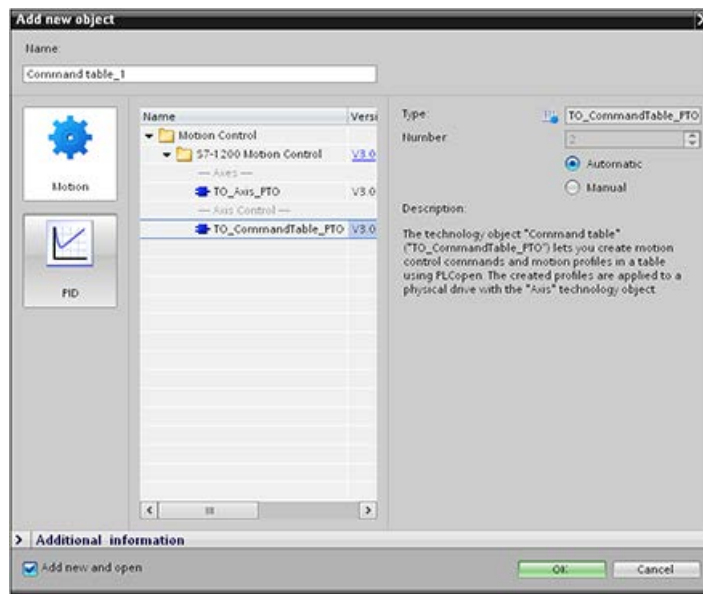 Add new object
Name:
Command table_1
Motion
PID
Name Versi
Motion Control
S7-1200 Motion Control V3.0
— Axes —
TO_Axis_PTO V3.0
— Axis Control —
TO_CommandTable_PTO V3.0
Type: TO_CommandTable_PTO
Number: 2
Automatic
Manual
Description:
The technology object "Command table"
("TO_CommandTable_PTO") lets you create motion
control commands and motion profiles in a table
using PLCopen. The created profiles are applied to a
physical drive with the "Axis" technology object
Additional information
Add new and open
OK
Cancel